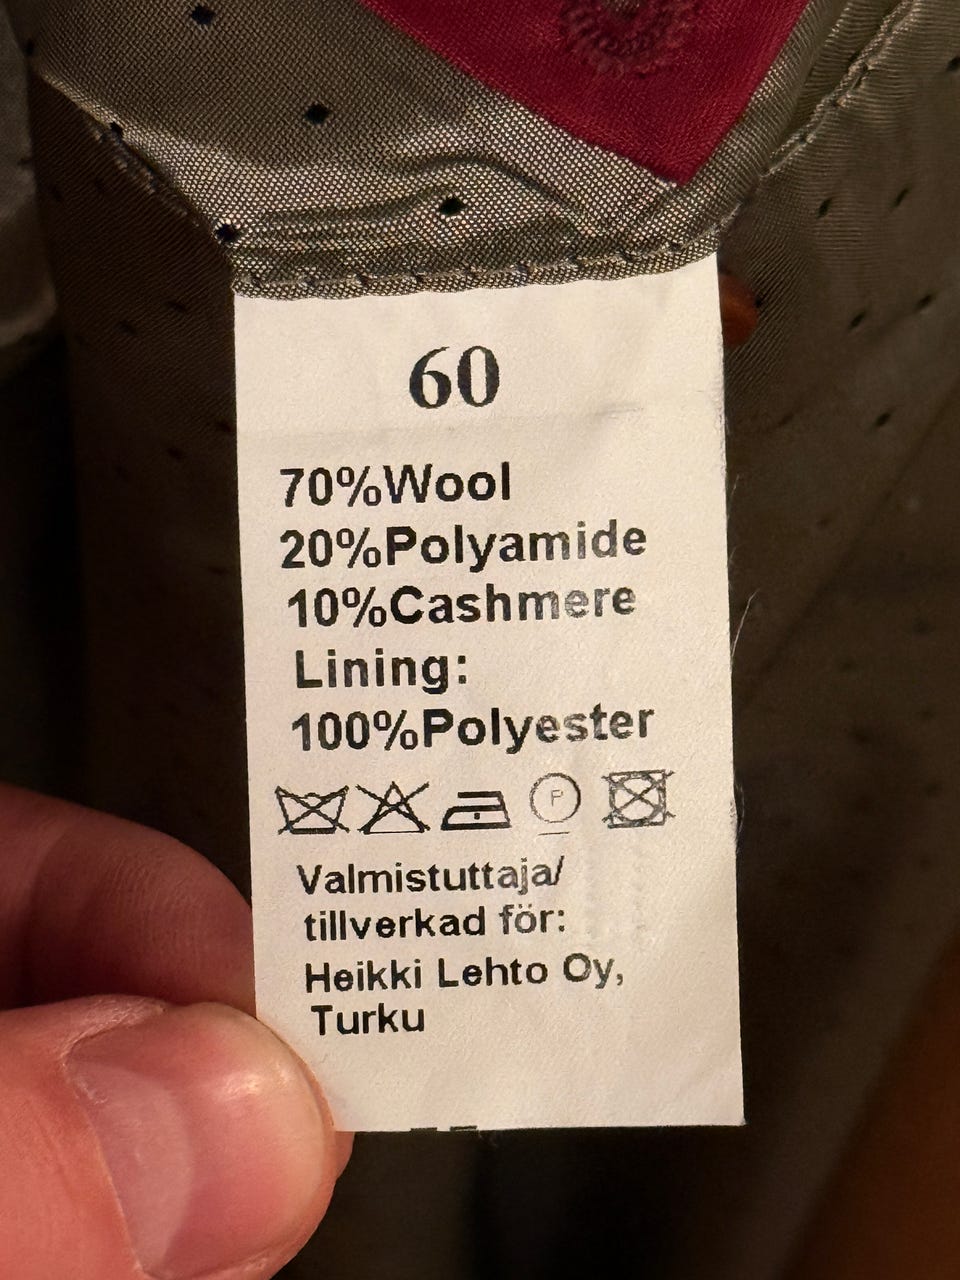 60
70%Wool
20%Polyamide
10%Cashmere
Lining:
100%Polyester
P
Valmistuttaja/
tillverkad för:
Heikki Lehto Oy,
Turku